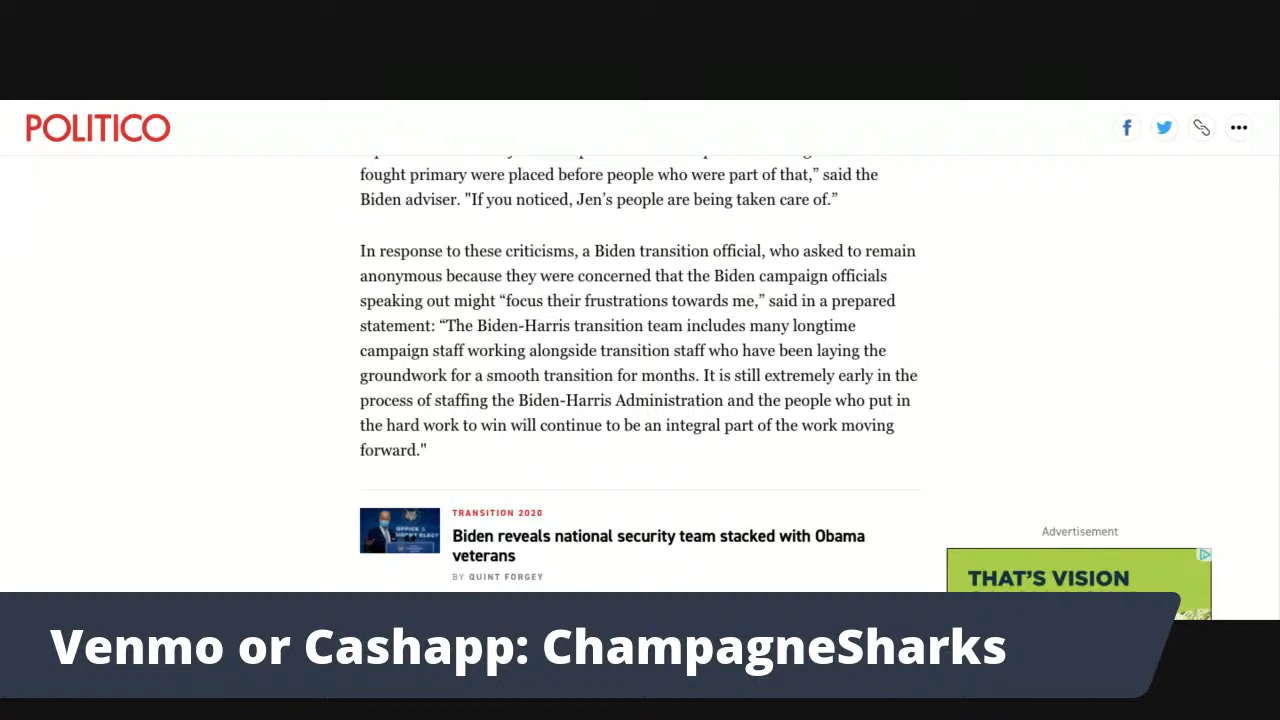 POLITICO
fought primary were placed before people who were part of that,” said the
Biden adviser. "If you noticed, Jen’s people are being taken care of.”
In response to these criticisms, a Biden transition official, who asked to remain
anonymous because they were concerned that the Biden campaign officials
speaking out might “focus their frustrations towards me,” said in a prepared
statement: “The Biden-Harris transition team includes many longtime
campaign staff working alongside transition staff who have been laying the
groundwork for a smooth transition for months. It is still extremely early in the
process of staffing the Biden-Harris Administration and the people who put in
the hard work to win will continue to be an integral part of the work moving
forward."
TRANSITION 2020
Biden reveals national security team stacked with Obama
veterans
BY QUINT FORGEY
Advertisement
THAT’S VISION
Venmo or Cashapp: ChampagneSharks